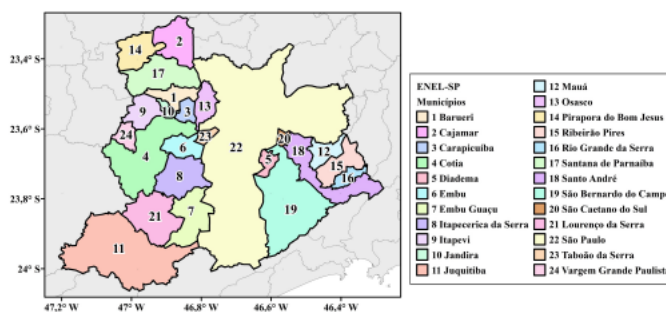 2
14
23,4° S
17
1
13
9
10
3
23,6° S
24
23
20
12
4
6
22
5
18
15
8
16
23,8° S
7
19
21
11
24° S
47,2° W
47° W
46,8° W
46,6° W
46,4° W
ENEL-SP
Municípios
1 Barueri
2 Cajamar
3 Carapicuíba
4 Cotia
5 Diadema
6 Embu
7 Embu Guaçu
8 Itapecerica da Serra
9 Itapevi
10 Jandira
11 Juquitiba
12 Mauá
13 Osasco
14 Pirapora do Bom Jesus
15 Ribeirão Pires
16 Rio Grande da Serra
17 Santana de Parnaíba
18 Santo André
19 São Bernardo do Campo
20 São Caetano do Sul
21 Lourenço da Serra
22 São Paulo
23 Taboão da Serra
24 Vargem Grande Paulista